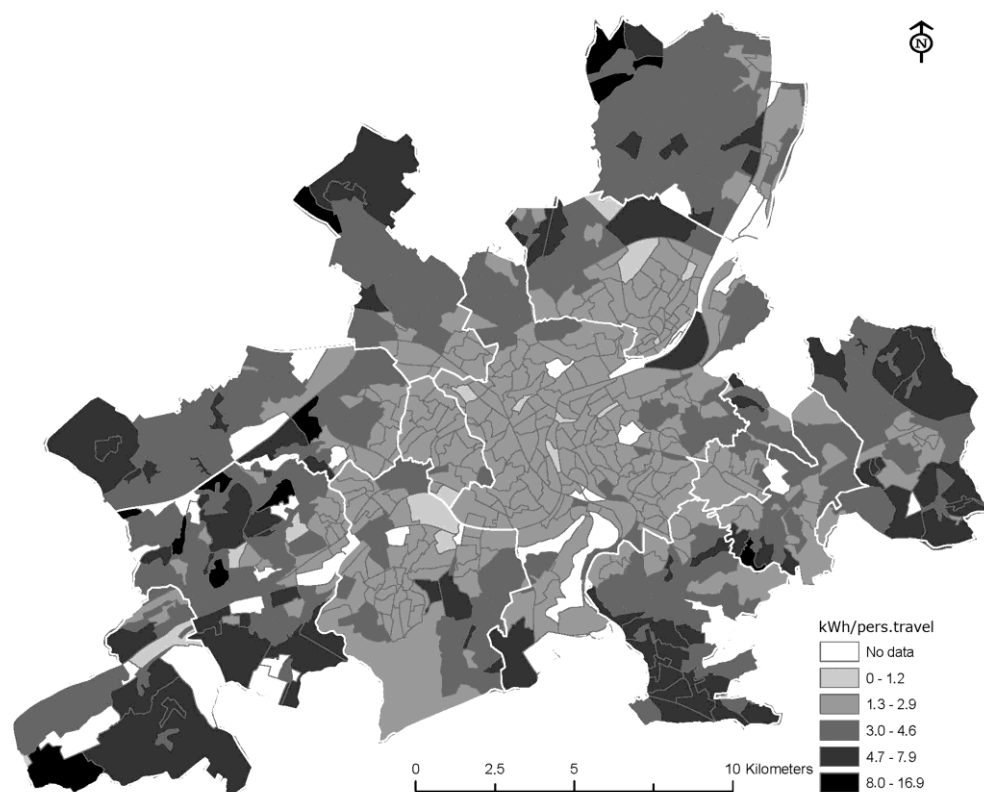 N
kWh/pers.travel
No data
0 - 1.2
1.3 - 2.9
3.0 - 4.6
4.7 - 7.9
8.0 - 16.9
0 2.5 5 10 Kilometers